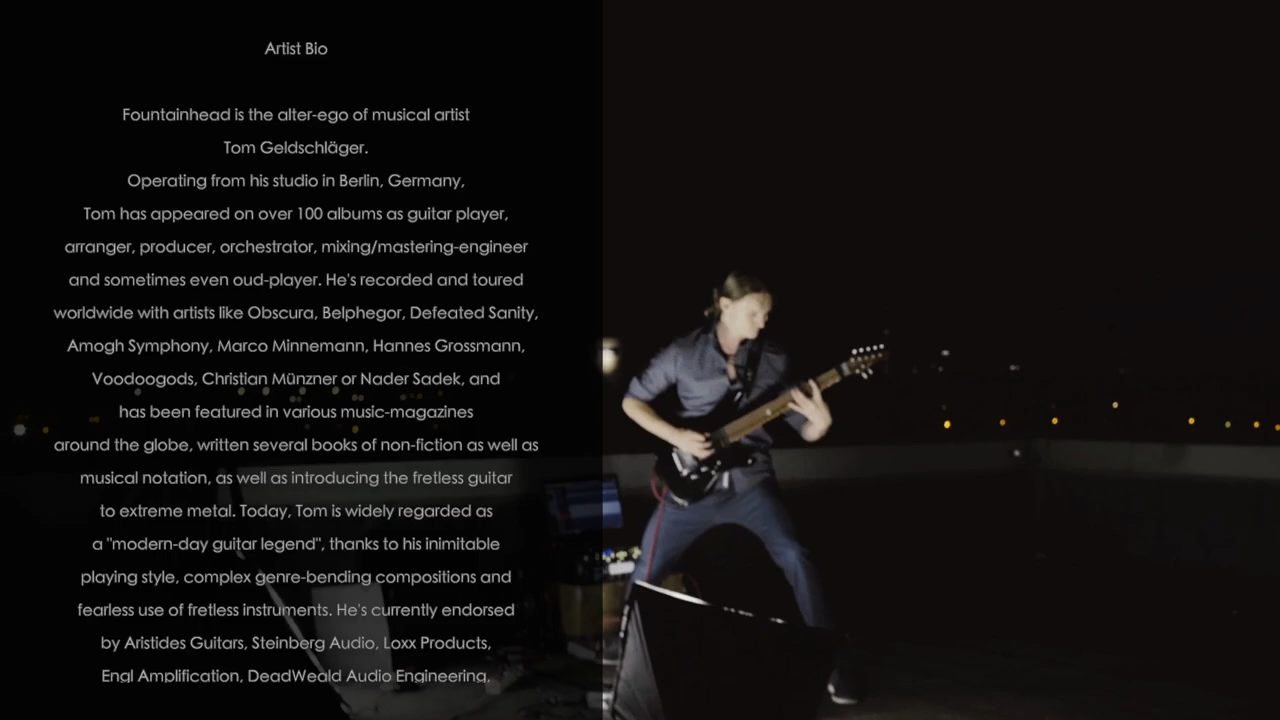 Artist Bio
Fountainhead is the alter-ego of musical artist
Tom Geldschläger.
Operating from his studio in Berlin, Germany,
Tom has appeared on over 100 albums as guitar player,
arranger, producer, orchestrator, mixing/mastering-engineer
and sometimes even oud-player. He's recorded and toured
worldwide with artists like Obscura, Belphegor, Defeated Sanity,
Amogh Symphony, Marco Minnemann, Hannes Grossmann,
Voodoogods, Christian Münzner or Nader Sadek, and
has been featured in various music-magazines
around the globe, written several books of non-fiction as well as
musical notation, as well as introducing the fretless guitar
to extreme metal. Today, Tom is widely regarded as
a "modern-day guitar legend", thanks to his inimitable
playing style, complex genre-bending compositions and
fearless use of fretless instruments. He's currently endorsed
by Aristides Guitars, Steinberg Audio, Loxx Products,
Engl Amplification, DeadWeald Audio Engineering,